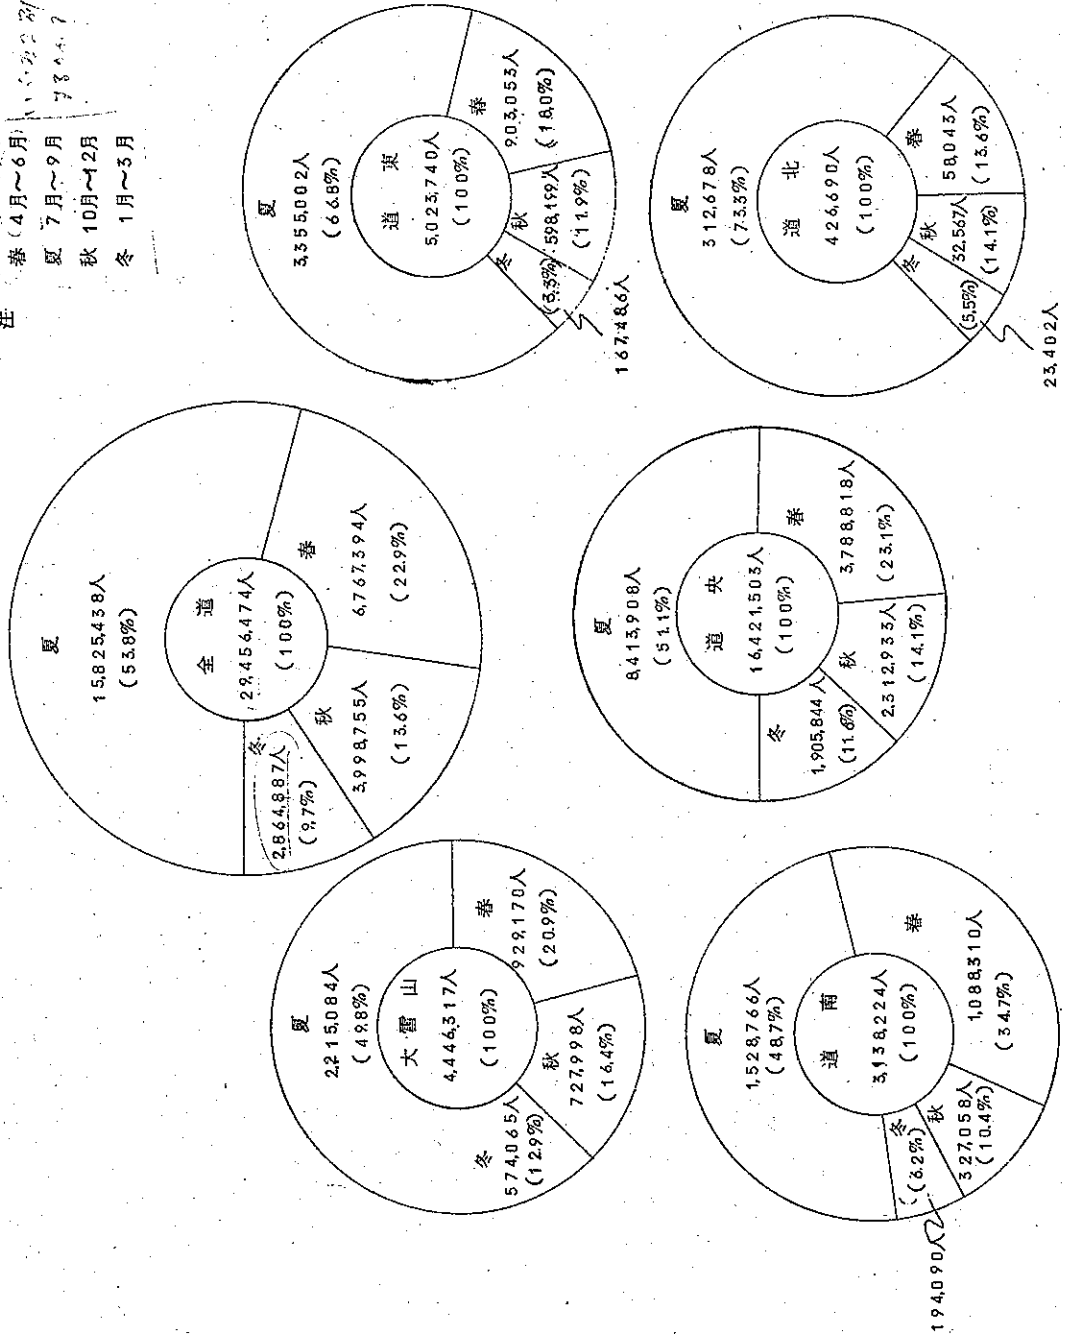 注
春(4月～6月)
夏 7月～9月
秋 10月～12月
冬 1月～3月
全道
29,456,474人
(100%)
夏
15,825,438人
(53.8%)
春
6,767,394人
(22.9%)
秋
3,998,755人
(13.6%)
冬
2,864,887人
(9.7%)
道東
5,023,740人
(100%)
夏
3,355,002人
(66.8%)
春
903,053人
(18.0%)
秋
598,199人
(11.9%)
冬
(3.3%)
167,486人
大雪山
4,446,317人
(100%)
夏
2,215,084人
(49.8%)
春
929,170人
(20.9%)
秋
727,998人
(16.4%)
冬
574,065人
(12.9%)
道央
16,421,503人
(100%)
夏
8,413,908人
(51.1%)
春
3,788,818人
(23.1%)
秋
2,312,933人
(14.1%)
冬
1,905,844人
(11.6%)
道北
426,690人
(100%)
夏
312,678人
(73.3%)
春
58,043人
(13.6%)
秋
32,567人
(14.1%)
冬
(5.5%)
23,402人
道南
3,138,224人
(100%)
夏
1,528,766人
(48.7%)
春
1,088,310人
(34.7%)
秋
327,058人
(10.4%)
冬
(6.2%)
194,090人